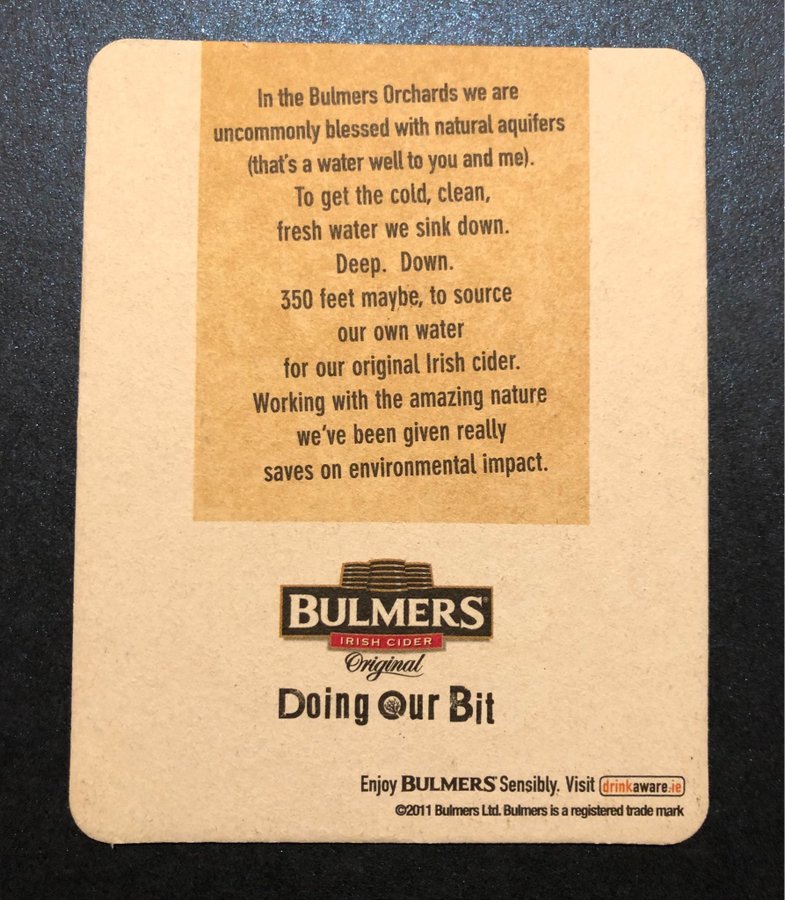 In the Bulmers Orchards we are
uncommonly blessed with natural aquifers
(that's a water well to you and me).
To get the cold, clean,
fresh water we sink down.
Deep. Down.
350 feet maybe, to source
our own water
for our original Irish cider.
Working with the amazing nature
we've been given really
saves on environmental impact.
BULMERS®
IRISH CIDER
Original
Doing Our Bit
Enjoy BULMERS® Sensibly. Visit drinkaware.ie
©2011 Bulmers Ltd. Bulmers is a registered trade mark